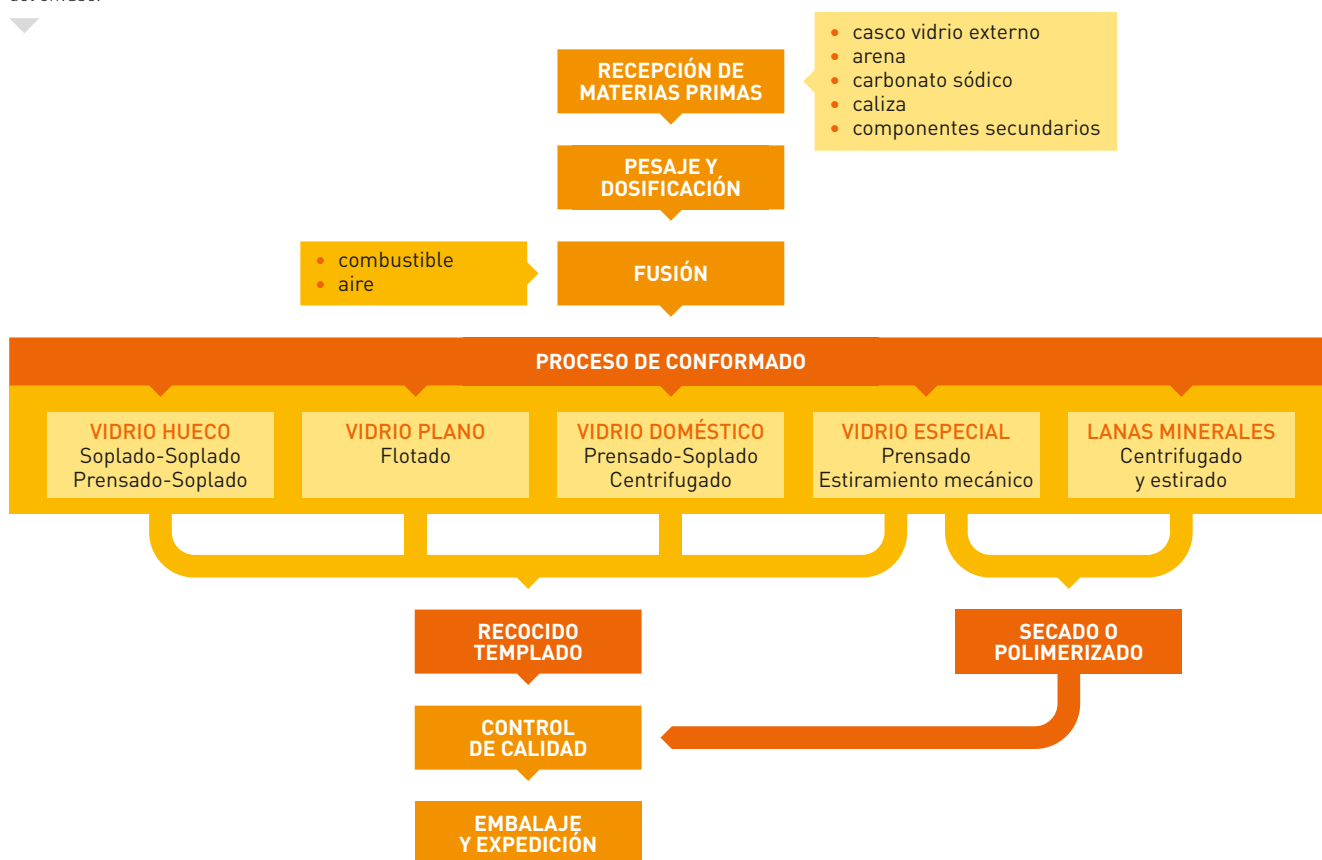 RECEPCIÓN DE
MATERIAS PRIMAS
• casco vidrio externo
• arena
• carbonato sódico
• caliza
• componentes secundarios
PESAJE Y
DOSIFICACIÓN
• combustible
• aire
FUSIÓN
PROCESO DE CONFORMADO
VIDRIO HUECO
Soplado-Soplado
Prensado-Soplado
VIDRIO PLANO
Flotado
VIDRIO DOMÉSTICO
Prensado-Soplado
Centrifugado
VIDRIO ESPECIAL
Prensado
Estiramiento mecánico
LANAS MINERALES
Centrifugado
y estirado
RECOCIDO
TEMPLADO
SECADO O
POLIMERIZADO
CONTROL
DE CALIDAD
EMBALAJE
Y EXPEDICIÓN